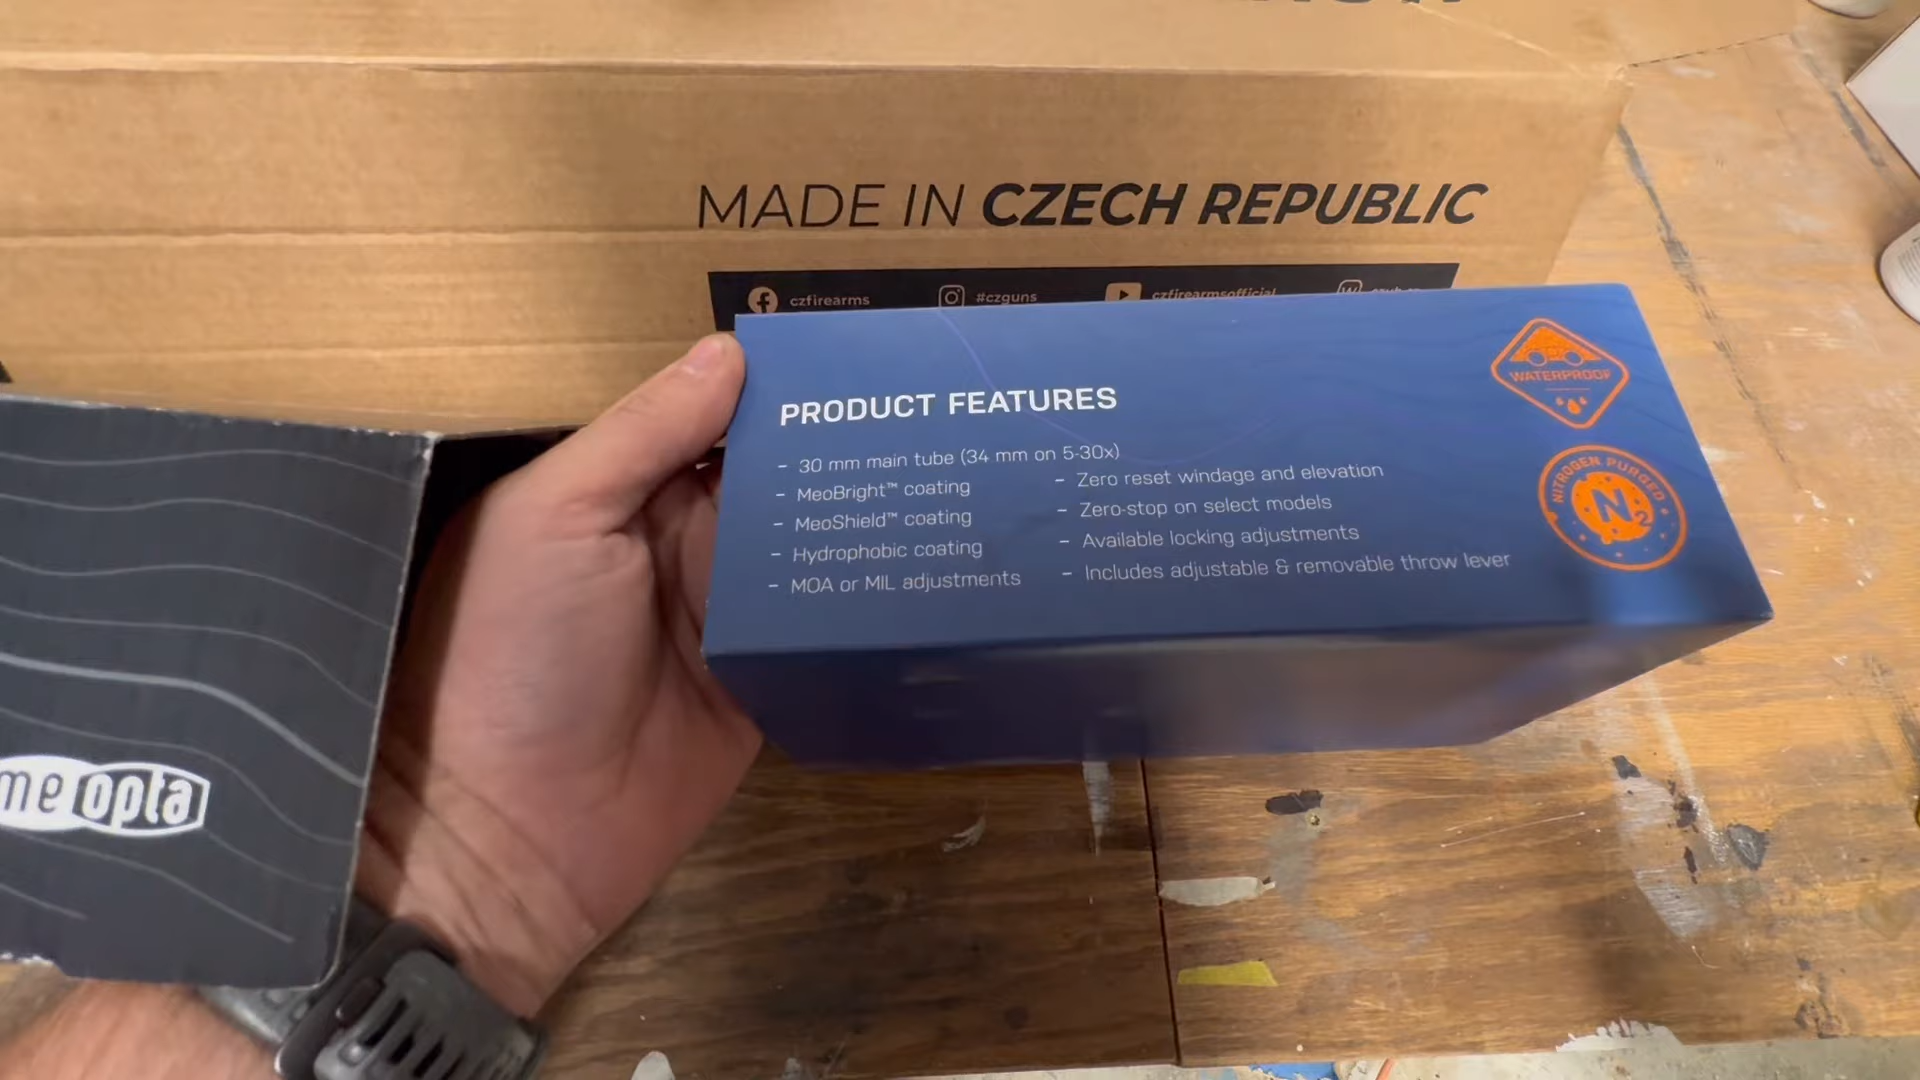 MADE IN CZECH REPUBLIC
czfirearms
#czguns
czfirearmsofficial
PRODUCT FEATURES
- 30 mm main tube (34 mm on 5-30x)
- MeoBright™ coating
- MeoShield™ coating
- Hydrophobic coating
- MOA or MIL adjustments
- Zero reset windage and elevation
- Zero-stop on select models
- Available locking adjustments
- Includes adjustable & removable throw lever
WATERPROOF
NITROGEN PURGED
N2
meopta